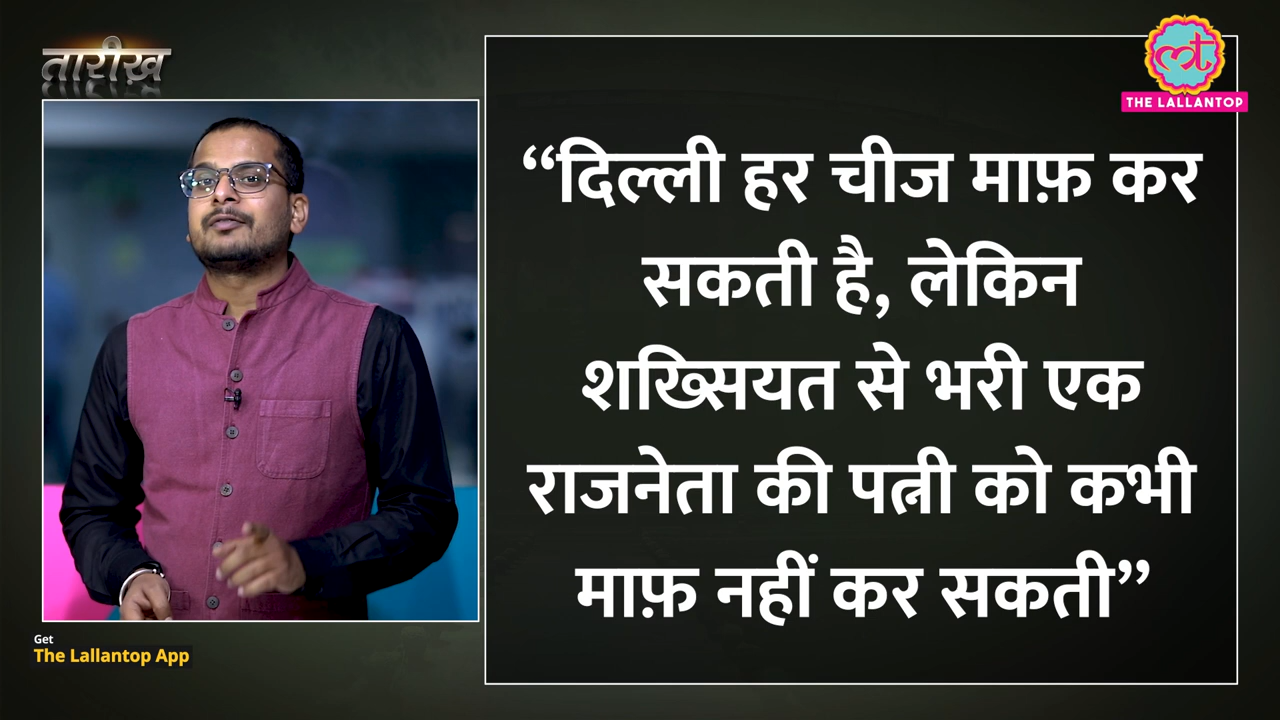 तारीख़
THE LALLANTOP
“दिल्ली हर चीज माफ़ कर
सकती है, लेकिन
शख्सियत से भरी एक
राजनेता की पत्नी को कभी
माफ़ नहीं कर सकती”
Get
The Lallantop App